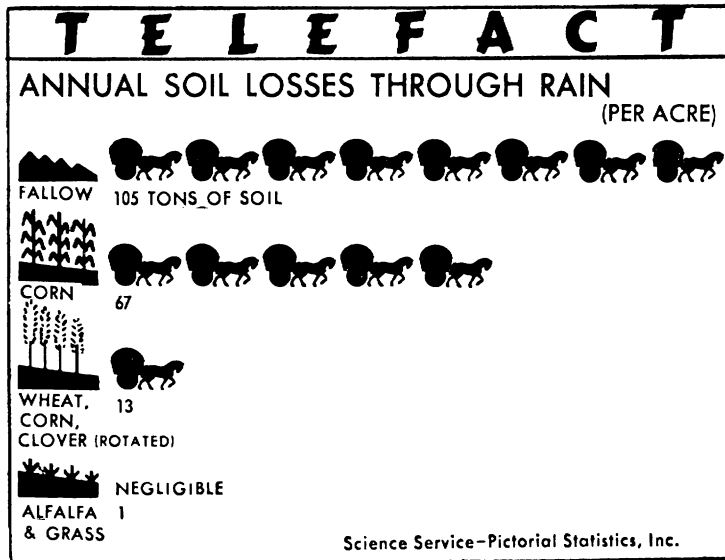 TELEFACT
ANNUAL SOIL LOSSES THROUGH RAIN
(PER ACRE)
FALLOW
105 TONS OF SOIL
CORN
67
WHEAT,
CORN,
CLOVER (ROTATED)
13
ALFALFA
& GRASS
NEGLIGIBLE
1
Science Service-Pictorial Statistics, Inc.